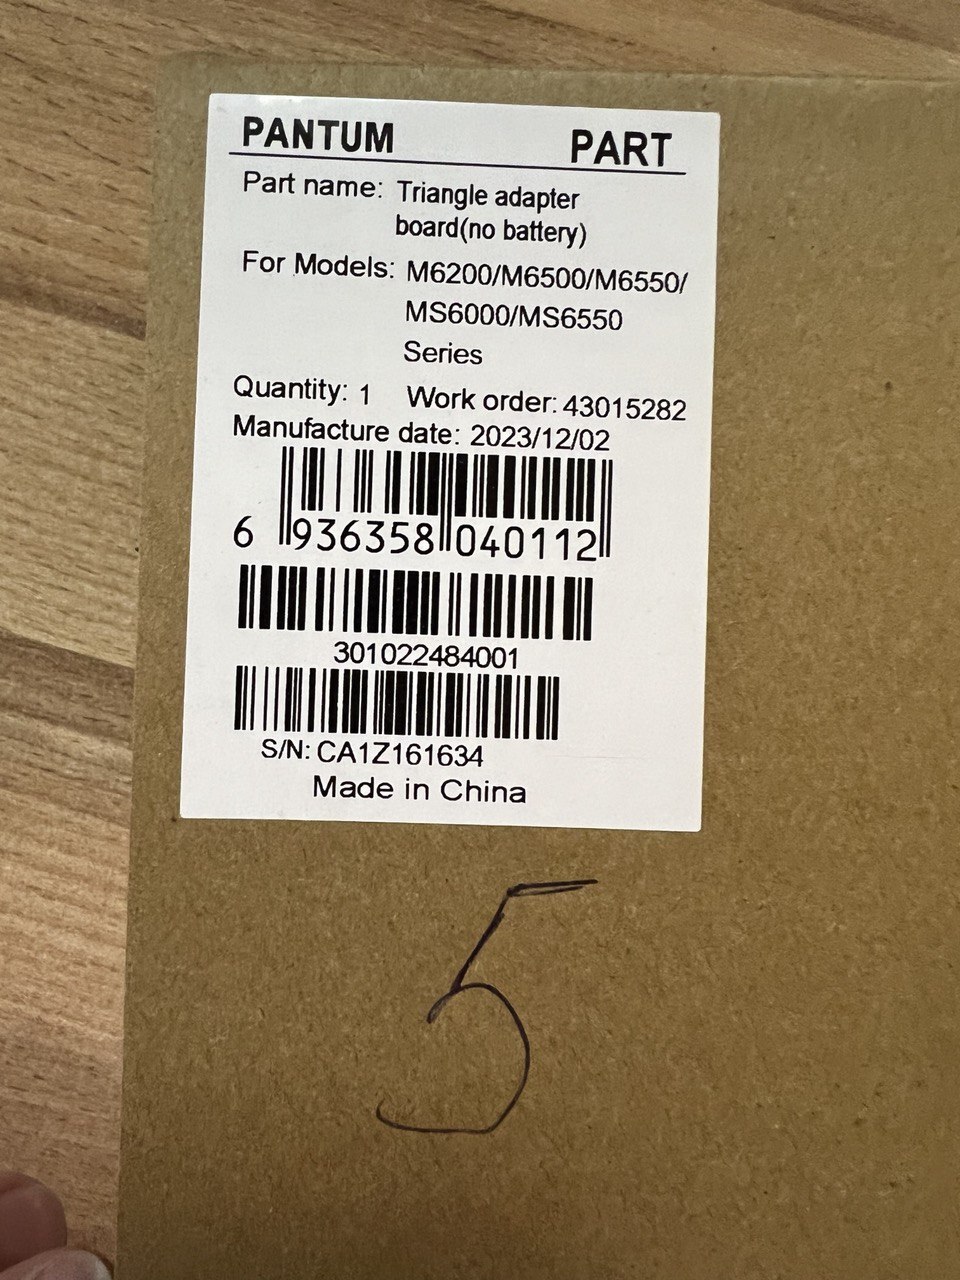 PANTUM PART
Part name: Triangle adapter
board(no battery)
For Models: M6200/M6500/M6550/
MS6000/MS6550
Series
Quantity: 1 Work order: 43015282
Manufacture date: 2023/12/02
6 936358 040112
301022484001
S/N: CA1Z161634
Made in China
5